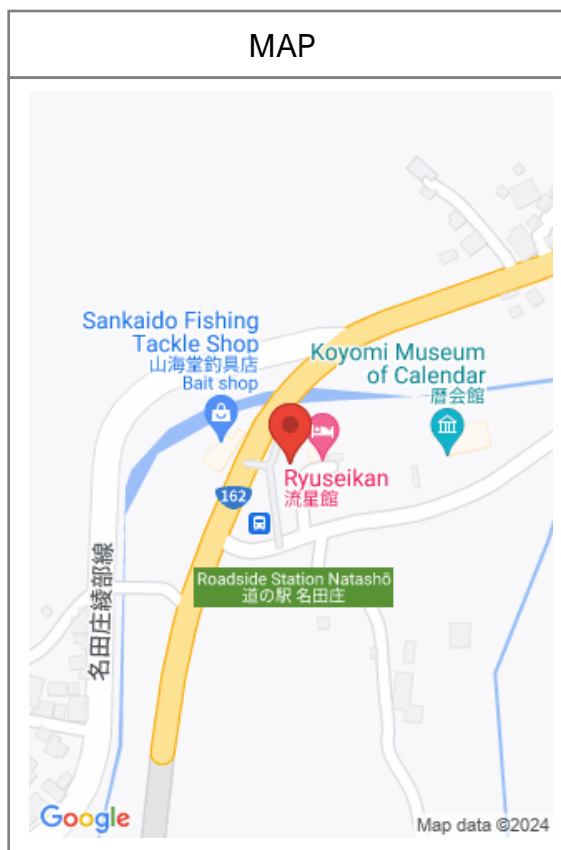 MAP
Sankaido Fishing
Tackle Shop
山海堂釣具店
Bait shop
Koyomi Museum
of Calendar
暦会館
Ryuseikan
流星館
162
Roadside Station Natashō
道の駅 名田庄
名田庄綾部線
Google
Map data ©2024